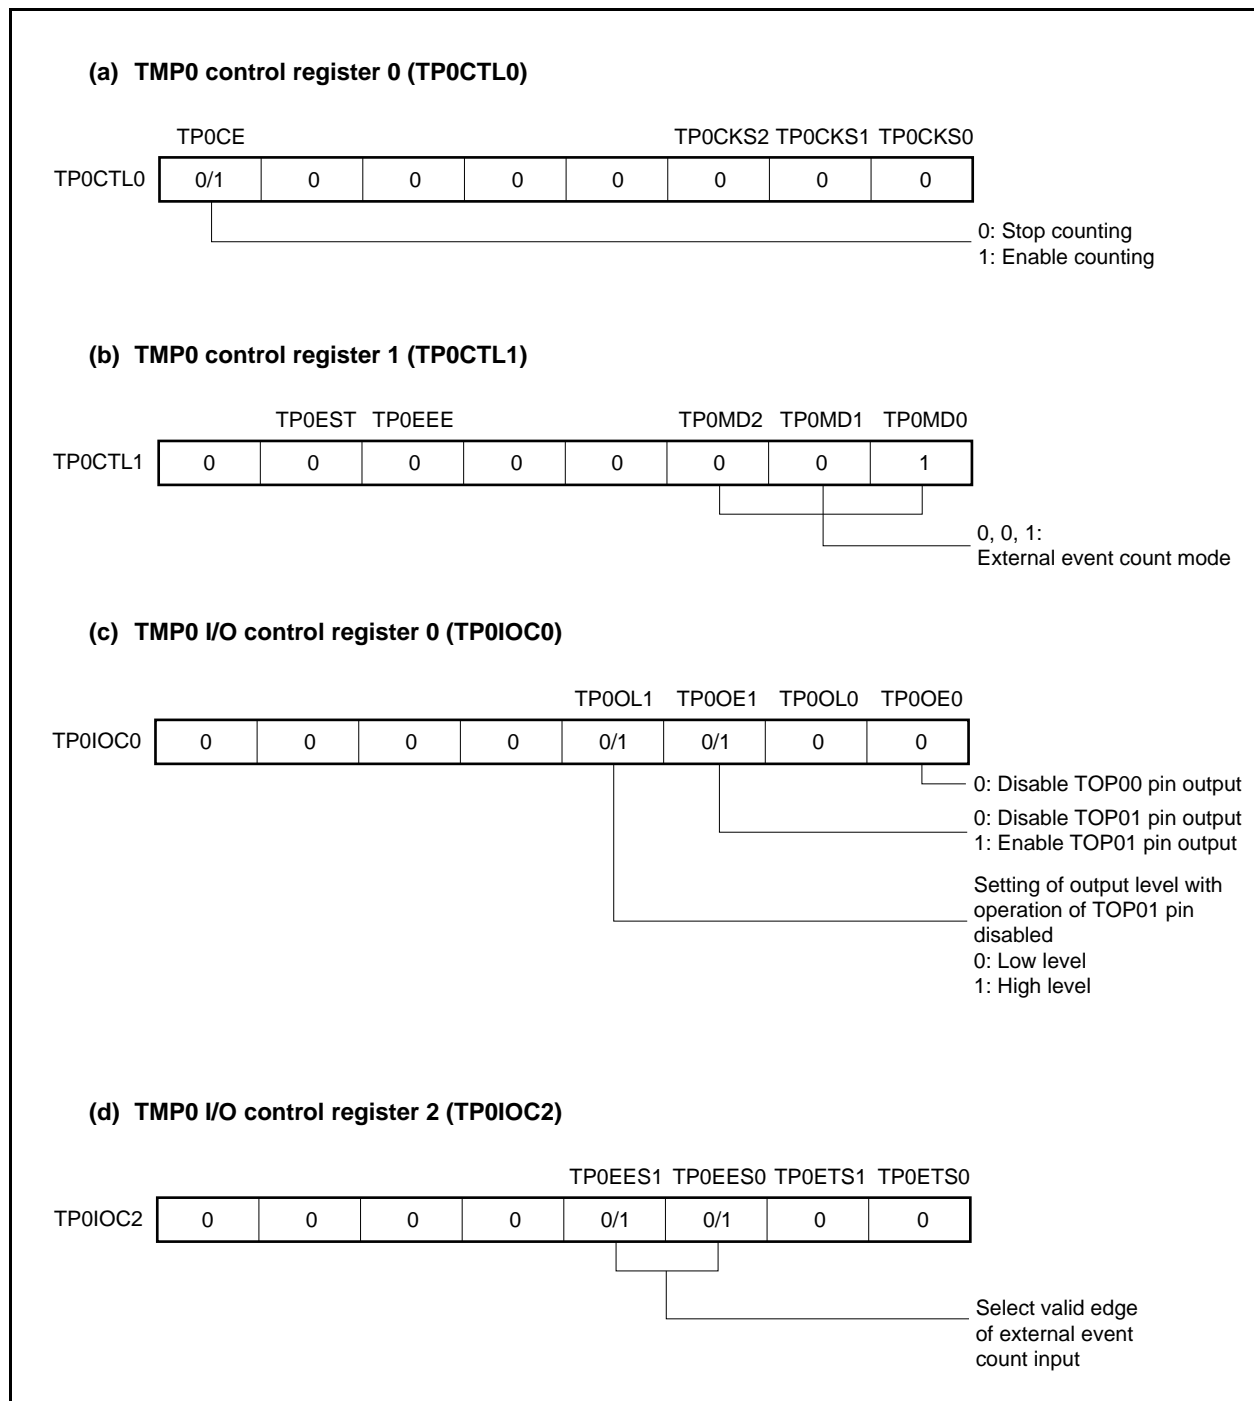 (a) TMP0 control register 0 (TP0CTL0)
TP0CE TP0CKS2 TP0CKS1 TP0CKS0
TP0CTL0 0/1 0 0 0 0 0 0 0
0: Stop counting
1: Enable counting
(b) TMP0 control register 1 (TP0CTL1)
TP0EST TP0EEE TP0MD2 TP0MD1 TP0MD0
TP0CTL1 0 0 0 0 0 0 0 1
0, 0, 1:
External event count mode
(c) TMP0 I/O control register 0 (TP0IOC0)
TP0OL1 TP0OE1 TP0OL0 TP0OE0
TP0IOC0 0 0 0 0 0/1 0/1 0 0
0: Disable TOP00 pin output
0: Disable TOP01 pin output
1: Enable TOP01 pin output
Setting of output level with
operation of TOP01 pin
disabled
0: Low level
1: High level
(d) TMP0 I/O control register 2 (TP0IOC2)
TP0EES1 TP0EES0 TP0ETS1 TP0ETS0
TP0IOC2 0 0 0 0 0/1 0/1 0 0
Select valid edge
of external event
count input